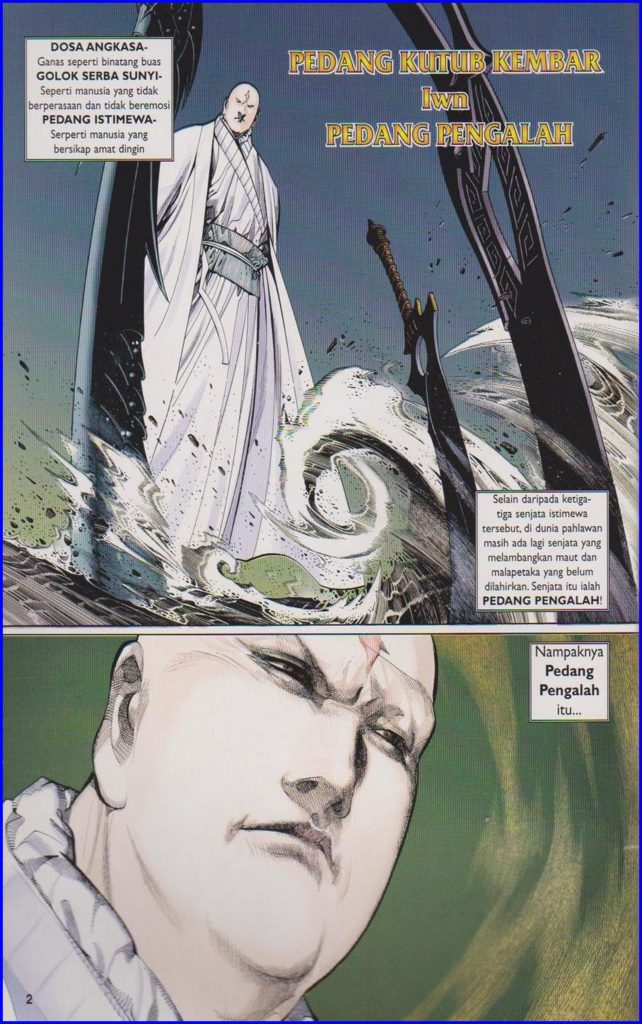 DOSA ANGKASA-
Ganas seperti binatang buas
GOLOK SERBA SUNYI-
Seperti manusia yang tidak
berperasaan dan tidak beremosi
PEDANG ISTIMEWA-
Serperti manusia yang
bersikap amat dingin
PEDANG KUTUB KEMBAR
lwn
PEDANG PENGALAH
Selain daripada ketiga-
tiga senjata istimewa
tersebut, di dunia pahlawan
masih ada lagi senjata yang
melambangkan maut dan
malapetaka yang belum
dilahirkan. Senjata itu ialah
PEDANG PENGALAH!
Nampaknya
Pedang
Pengalah
itu...
2